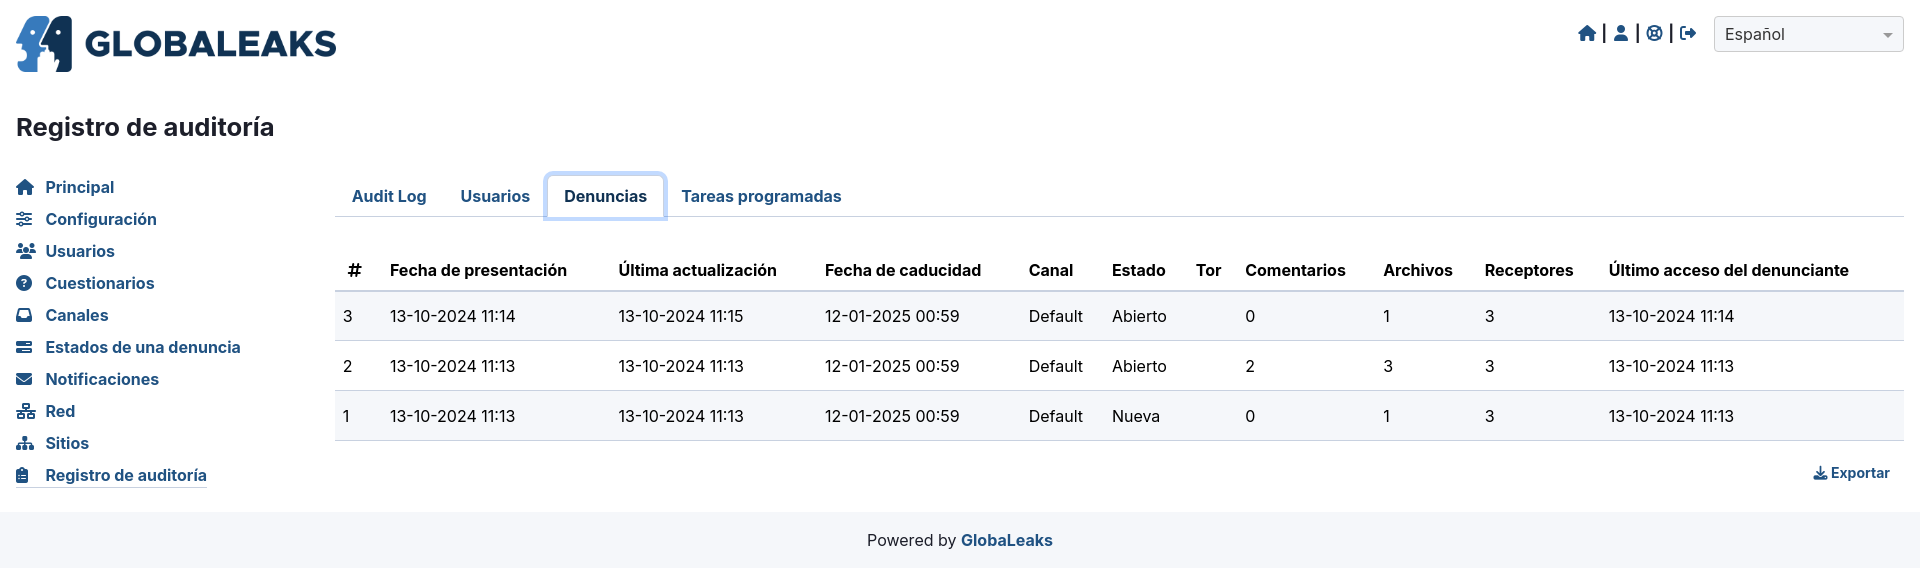 GLOBALEAKS
Español
Registro de auditoría
Principal
Configuración
Usuarios
Cuestionarios
Canales
Estados de una denuncia
Notificaciones
Red
Sitios
Registro de auditoría
Audit Log Usuarios Denuncias Tareas programadas
# Fecha de presentación Última actualización Fecha de caducidad Canal Estado Tor Comentarios Archivos Receptores Último acceso del denunciante
3 13-10-2024 11:14 13-10-2024 11:15 12-01-2025 00:59 Default Abierto 0 1 3 13-10-2024 11:14
2 13-10-2024 11:13 13-10-2024 11:13 12-01-2025 00:59 Default Abierto 2 3 3 13-10-2024 11:13
1 13-10-2024 11:13 13-10-2024 11:13 12-01-2025 00:59 Default Nueva 0 1 3 13-10-2024 11:13
Exportar
Powered by GlobaLeaks